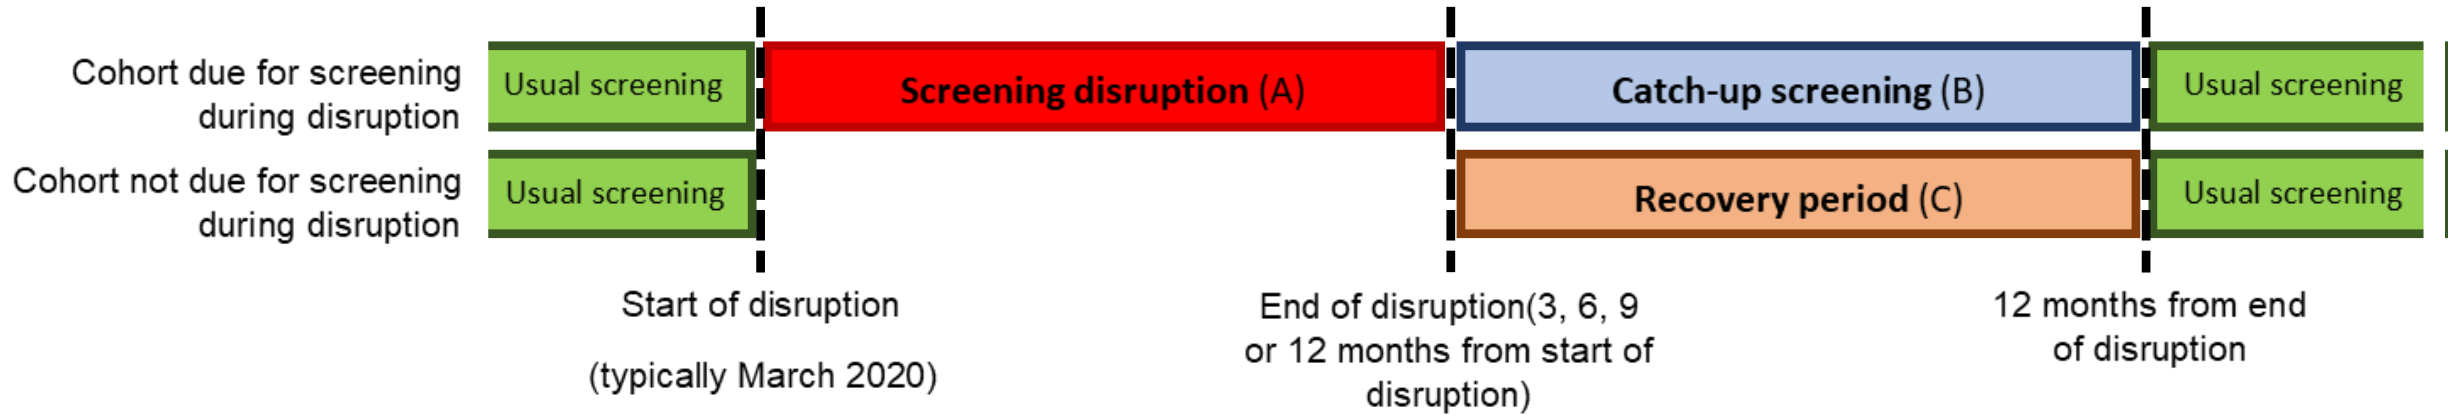 Cohort due for screening
during disruption
Usual screening
Screening disruption (A)
Catch-up screening (B)
Usual screening
Cohort not due for screening
during disruption
Usual screening
Recovery period (C)
Usual screening
Start of disruption
(typically March 2020)
End of disruption(3, 6, 9
or 12 months from start of
disruption)
12 months from end
of disruption